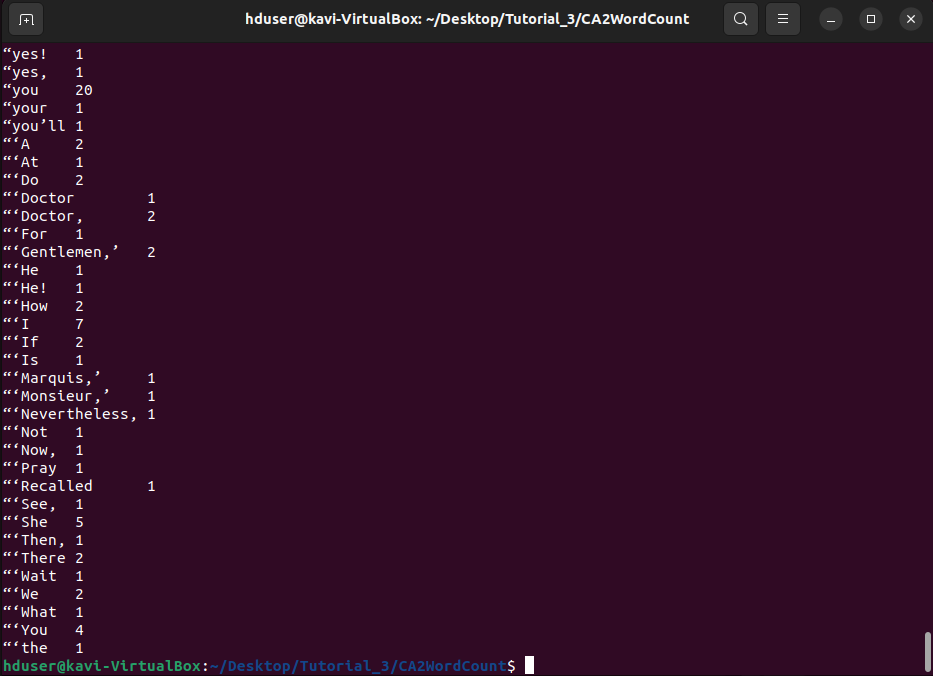 hduser@kavi-VirtualBox: ~/Desktop/Tutorial_3/CA2WordCount
“yes! 1
“yes, 1
“you 20
“your 1
“you’ll 1
“‘A 2
“‘At 1
“‘Do 2
“‘Doctor 1
“‘Doctor, 2
“‘For 1
“‘Gentlemen,’ 2
“‘He 1
“‘He! 1
“‘How 2
“‘I 7
“‘If 2
“‘Is 1
“‘Marquis,’ 1
“‘Monsieur,’ 1
“‘Nevertheless, 1
“‘Not 1
“‘Now, 1
“‘Pray 1
“‘Recalled 1
“‘See, 1
“‘She 5
“‘Then, 1
“‘There 2
“‘Wait 1
“‘We 2
“‘What 1
“‘You 4
“‘the 1
hduser@kavi-VirtualBox:~/Desktop/Tutorial_3/CA2WordCount$